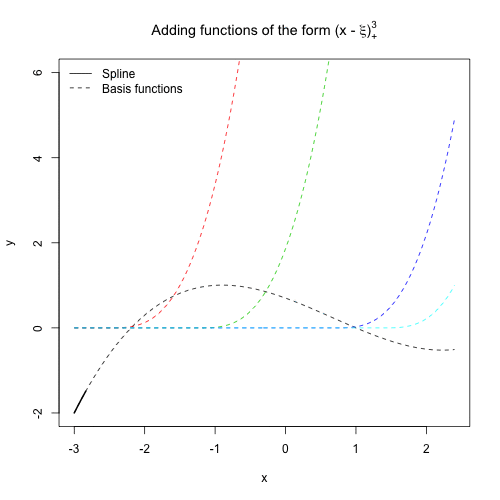 Adding functions of the form (x - ξ)³₊
Spline
Basis functions
6
4
2
0
-2
y
-3 -2 -1 0 1 2
x